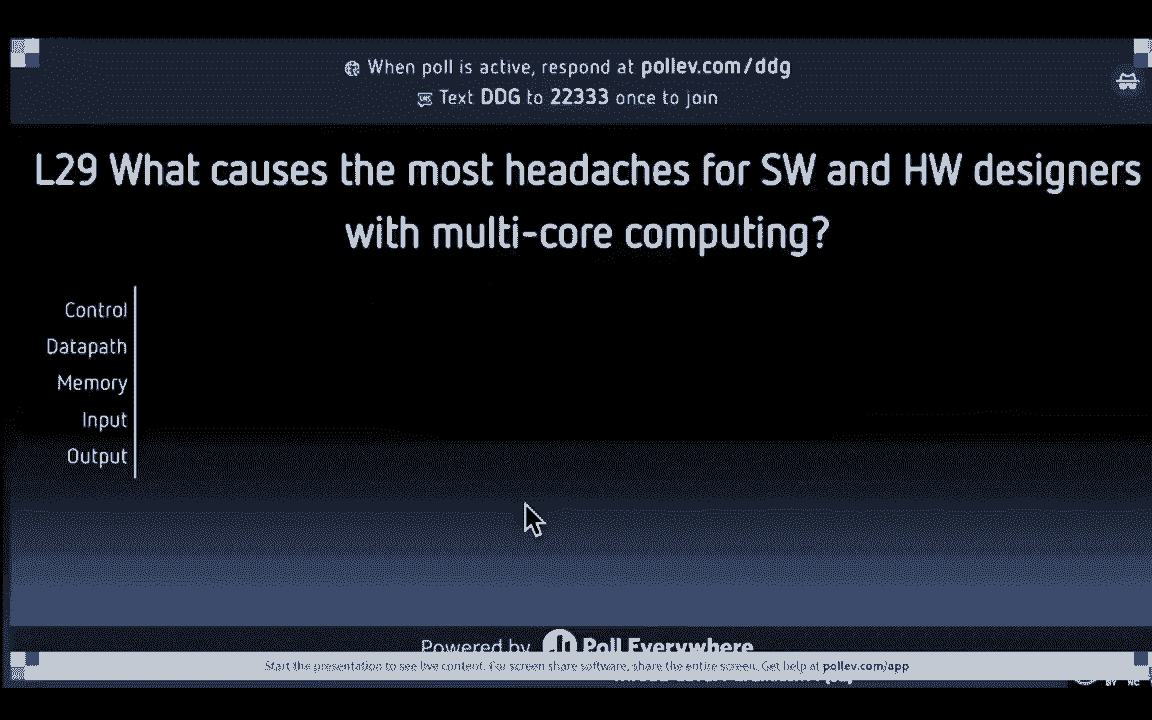 When poll is active, respond at pollev.com/ddg
Text DDG to 22333 once to join
L29 What causes the most headaches for SW and HW designers
with multi-core computing?
Control
Datapath
Memory
Input
Output
Powered by Poll Everywhere
Start the presentation to see live content. For screen share software, share the entire screen. Get help at pollev.com/app
BY NC